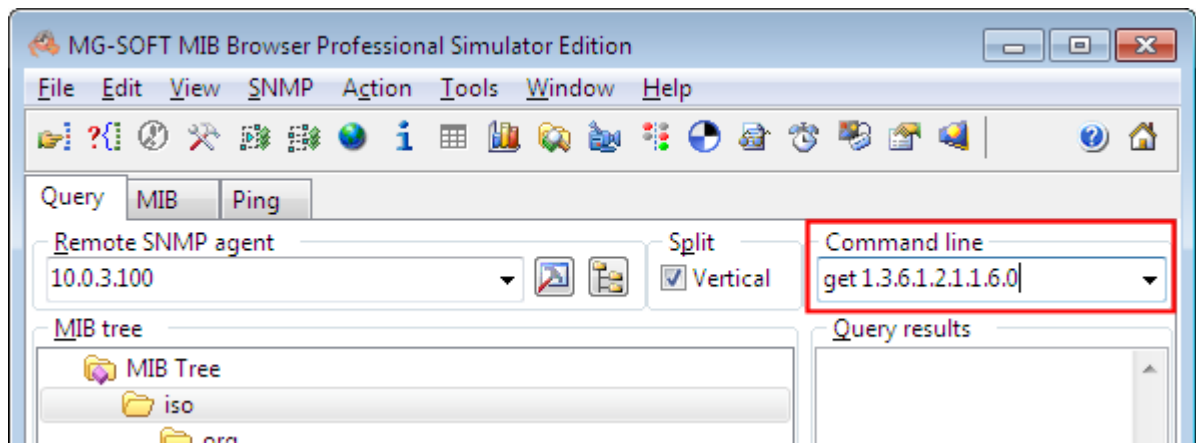 MG-SOFT MIB Browser Professional Simulator Edition
File Edit View SNMP Action Tools Window Help
Query MIB Ping
Remote SNMP agent Split Command line
10.0.3.100 Vertical get 1.3.6.1.2.1.1.6.0
MIB tree Query results
MIB Tree
iso
org